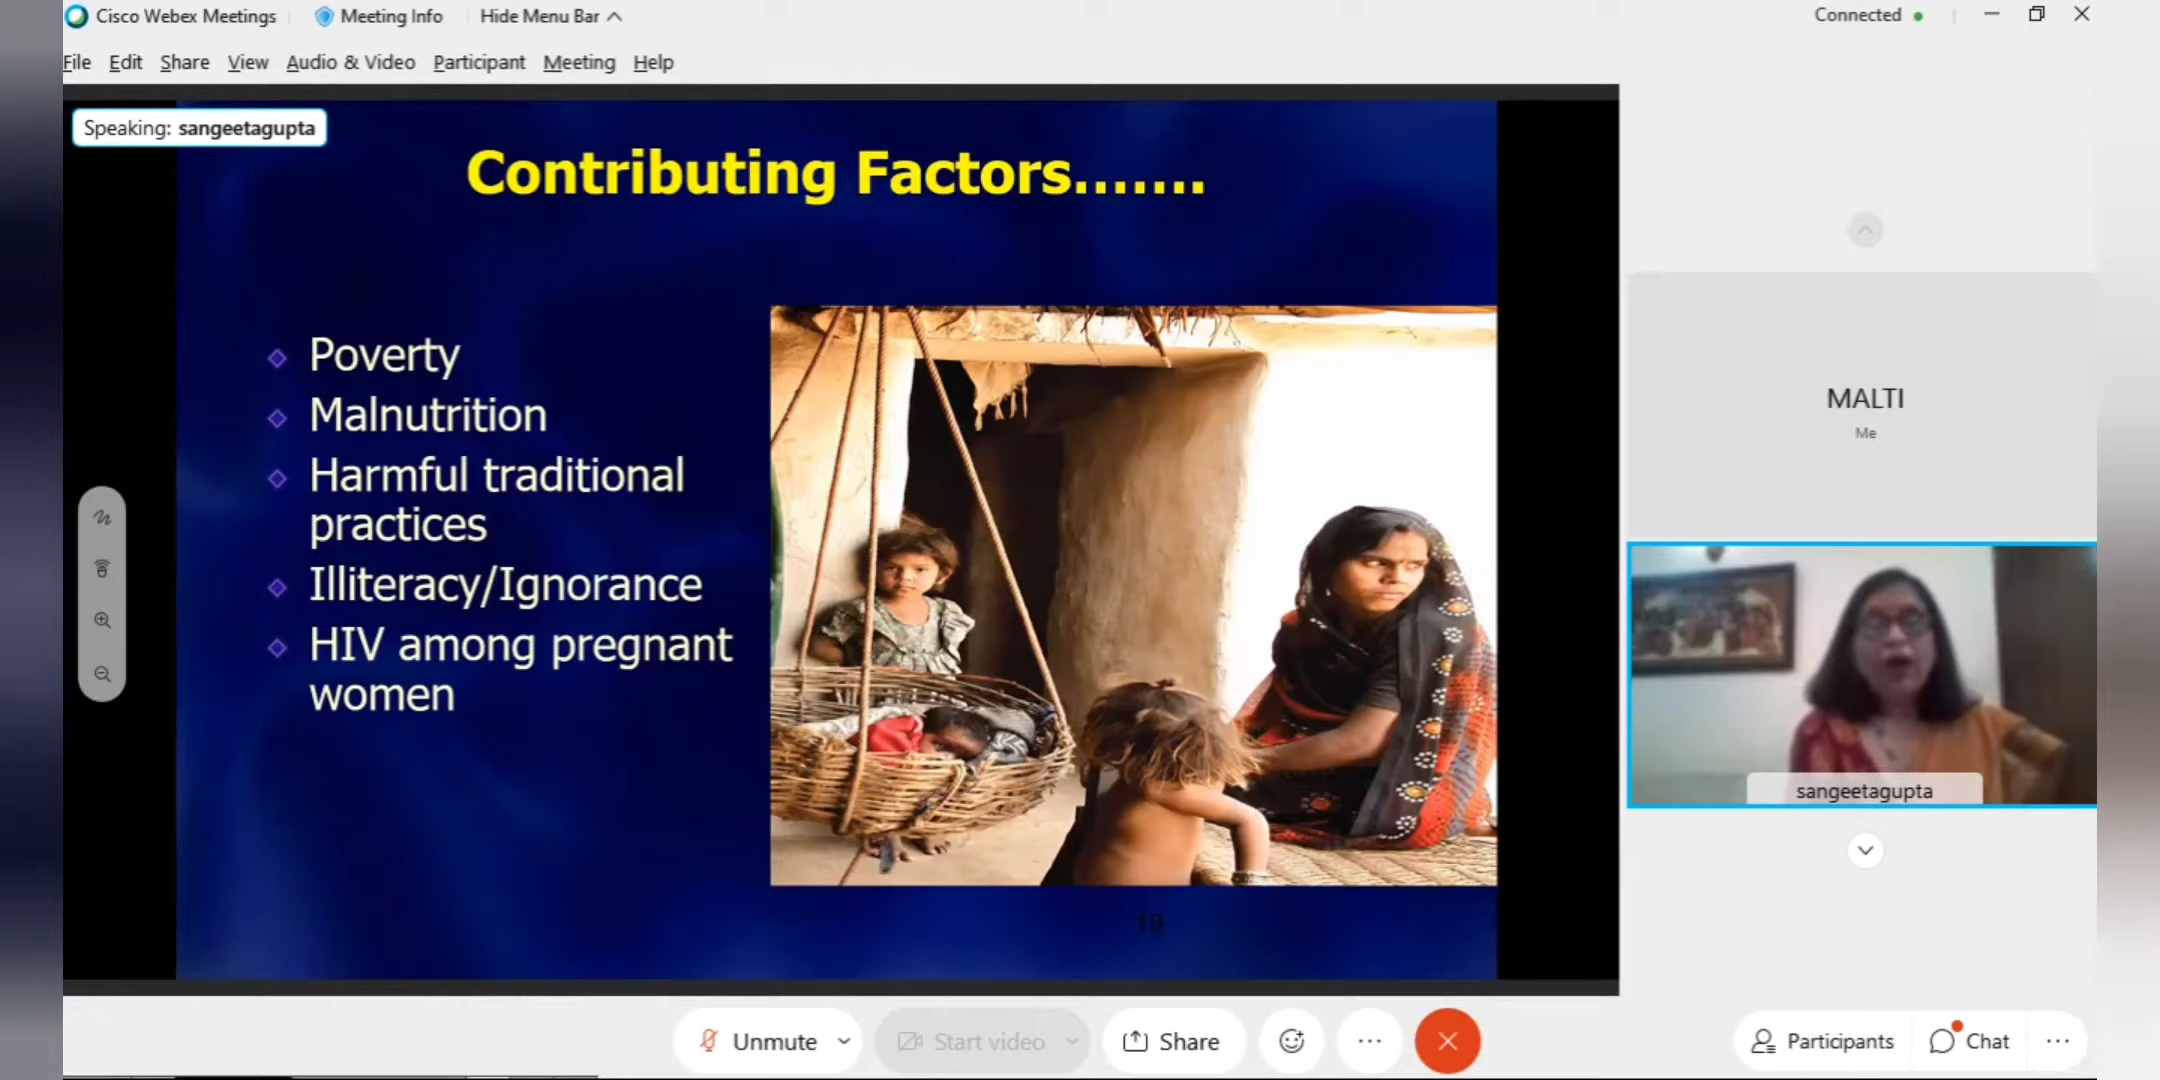 Cisco Webex Meetings Meeting Info Hide Menu Bar
Connected
File Edit Share View Audio & Video Participant Meeting Help
Speaking: sangeetagupta
Contributing Factors.......
Poverty
Malnutrition
Harmful traditional
practices
Illiteracy/Ignorance
HIV among pregnant
women
19
MALTI
Me
sangeetagupta
Unmute Start video Share Participants Chat